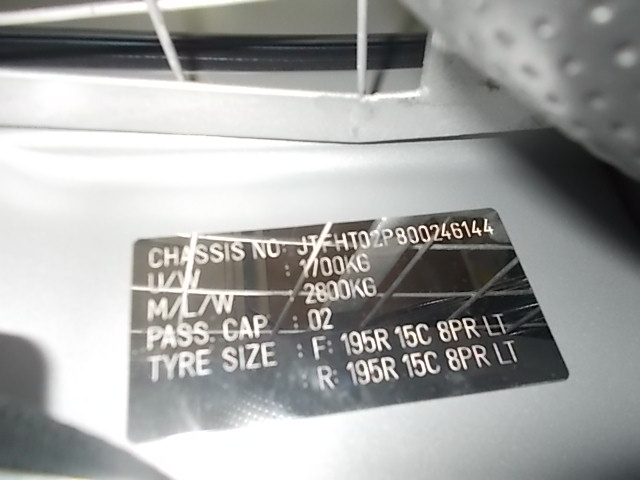 CHASSIS NO: JTFHT02P800246144
U/W : 1700KG
M/L/W : 2800KG
PASS. CAP : 02
TYRE SIZE : F: 195R 15C 8PR LT
R: 195R 15C 8PR LT